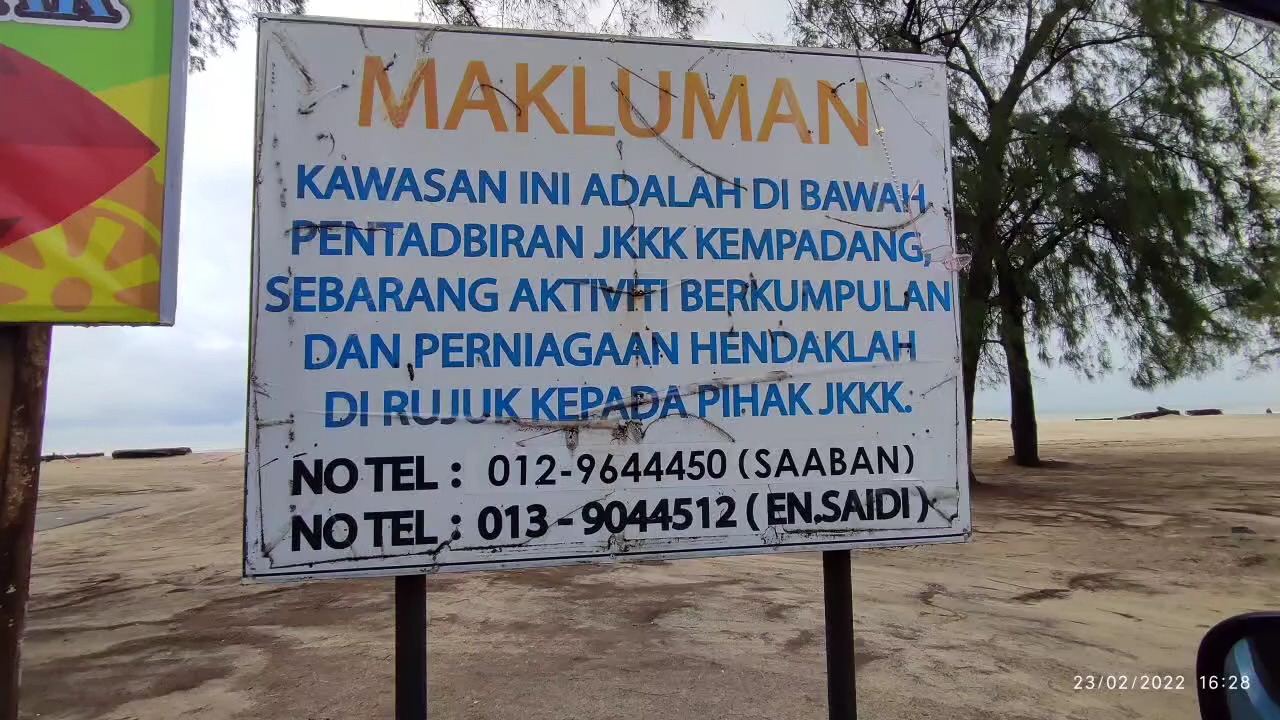 MAKLUMAN
KAWASAN INI ADALAH DI BAWAH
PENTADBIRAN JKKK KEMPADANG,
SEBARANG AKTIVITI BERKUMPULAN
DAN PERNIAGAAN HENDAKLAH
DI RUJUK KEPADA PIHAK JKKK.
NO TEL : 012-9644450 (SAABAN)
NO TEL : 013 - 9044512 ( EN.SAIDI )
23/02/2022 16:28